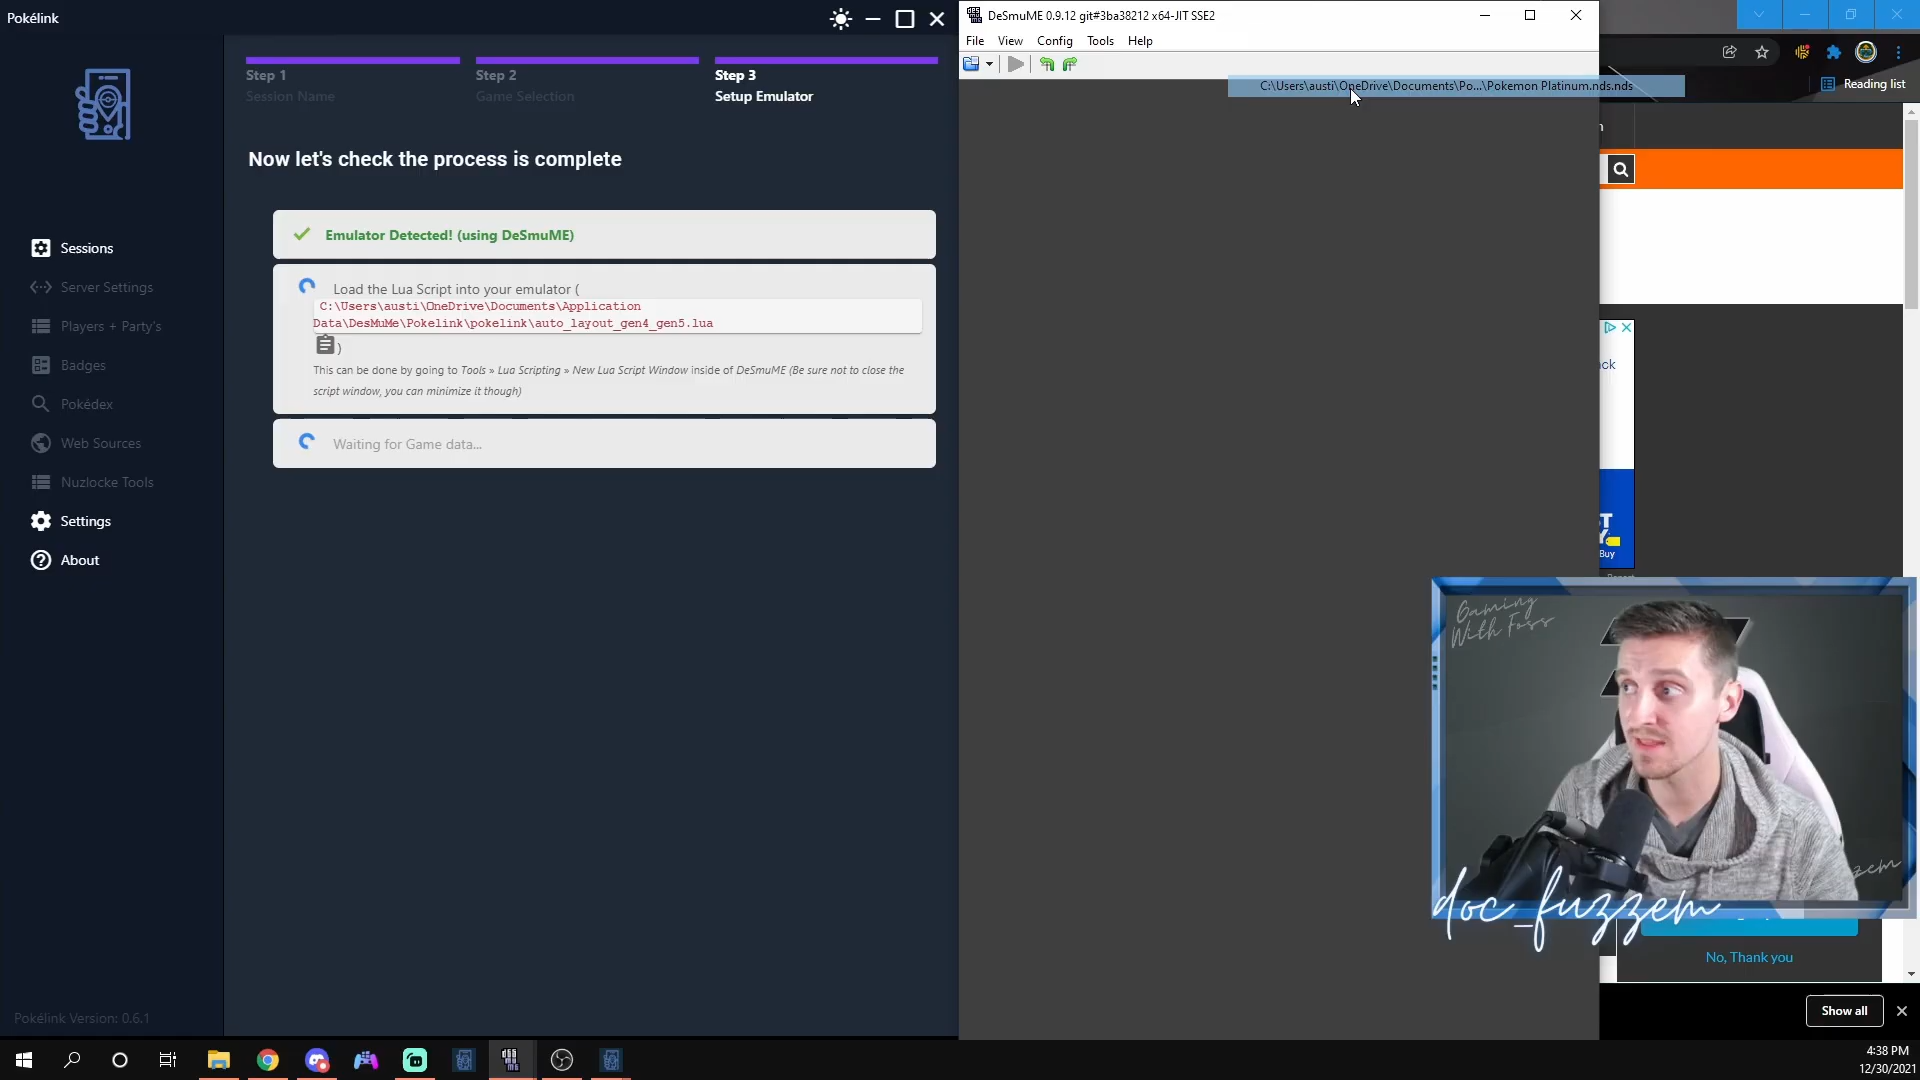 Pokélink
Step 1
Session Name
Step 2
Game Selection
Step 3
Setup Emulator
Now let's check the process is complete
Emulator Detected! (using DeSmuME)
Load the Lua Script into your emulator (
C:\Users\austi\OneDrive\Documents\Application
Data\DesMuMe\Pokelink\pokelink\auto_layout_gen4_gen5.lua
)
This can be done by going to Tools » Lua Scripting » New Lua Script Window inside of DeSmuME (Be sure not to close the
script window, you can minimize it though)
Waiting for Game data...
Sessions
Server Settings
Players + Party's
Badges
Pokédex
Web Sources
Nuzlocke Tools
Settings
About
Pokélink Version: 0.6.1
DeSmuME 0.9.12 git#3ba38212 x64-JIT SSE2
File View Config Tools Help
C:\Users\austi\OneDrive\Documents\Po...\Pokemon Platinum.nds.nds
Reading list
n
ack
T
Y
Buy
Gaming
With Foss
doc_fuzzem
No, Thank you
Show all
4:38 PM
12/30/2021